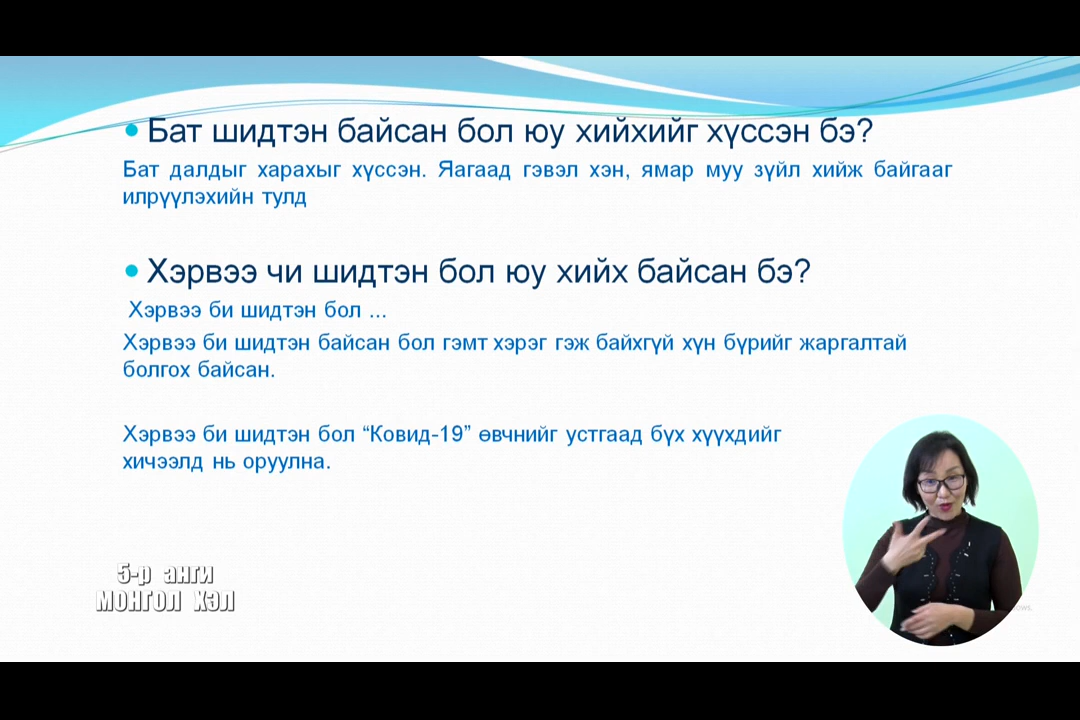 • Бат шидтэн байсан бол юу хийхийг хүссэн бэ?
Бат далдыг харахыг хүссэн. Яагаад гэвэл хэн, ямар муу зүйл хийж байгааг
илрүүлэхийн тулд
• Хэрвээ чи шидтэн бол юу хийх байсан бэ?
Хэрвээ би шидтэн бол ...
Хэрвээ би шидтэн байсан бол гэмт хэрэг гэж байхгүй хүн бүрийг жаргалтай
болгох байсан.
Хэрвээ би шидтэн бол “Ковид-19” өвчнийг устгаад бүх хүүхдийг
хичээлд нь оруулна.
5-р анги
МОНГОЛ ХЭЛ